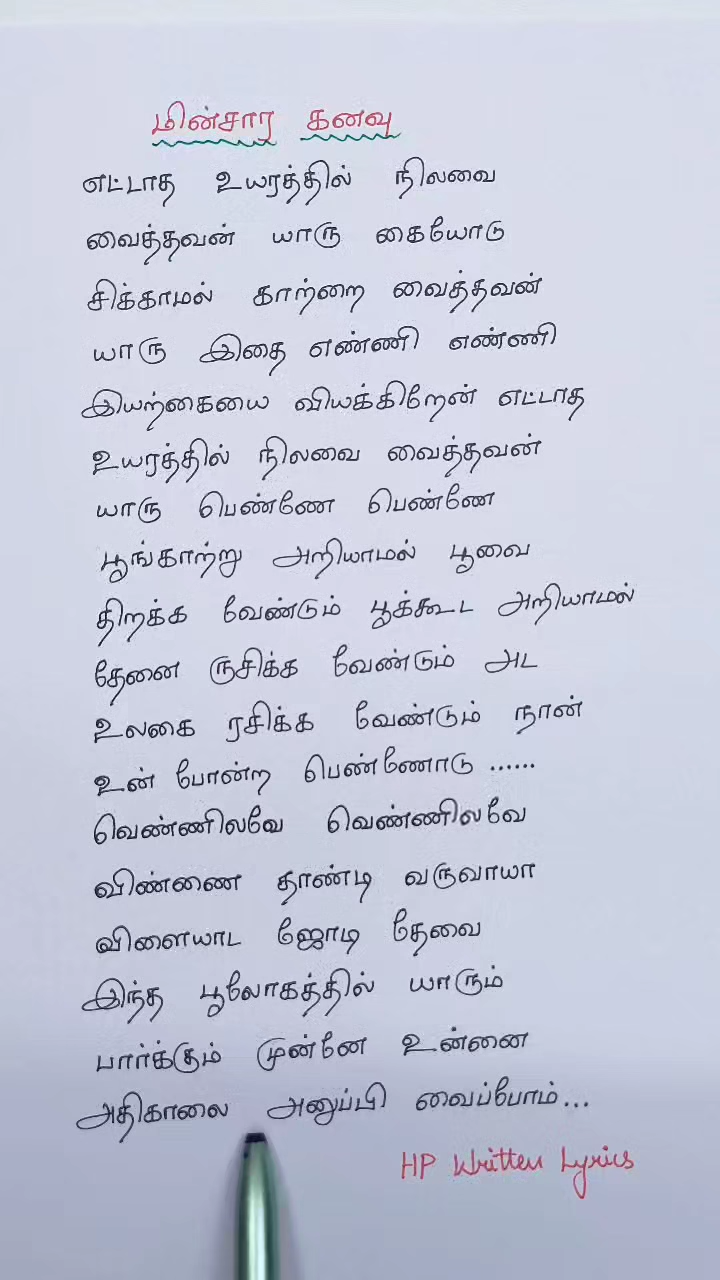 மின்சார கனவு
எட்டாத உயரத்தில் நிலவை
வைத்தவன் யாரு கையோடு
சிக்காமல் காற்றை வைத்தவன்
யாரு இதை எண்ணி எண்ணி
இயற்கையை வியக்கிறேன் எட்டாத
உயரத்தில் நிலவை வைத்தவன்
யாரு பெண்ணே பெண்ணே
பூங்காற்று அறியாமல் பூவை
திறக்க வேண்டும் பூக்கூட அறியாமல்
தேனை ருசிக்க வேண்டும் அட
உலகை ரசிக்க வேண்டும் நான்
உன் போன்ற பெண்ணோடு ......
வெண்ணிலவே வெண்ணிலவே
விண்ணை தாண்டி வருவாயா
விளையாட ஜோடி தேவை
இந்த பூலோகத்தில் யாரும்
பார்க்கும் முன்னே உன்னை
அதிகாலை அனுப்பி வைப்போம்...
HP Written Lyrics